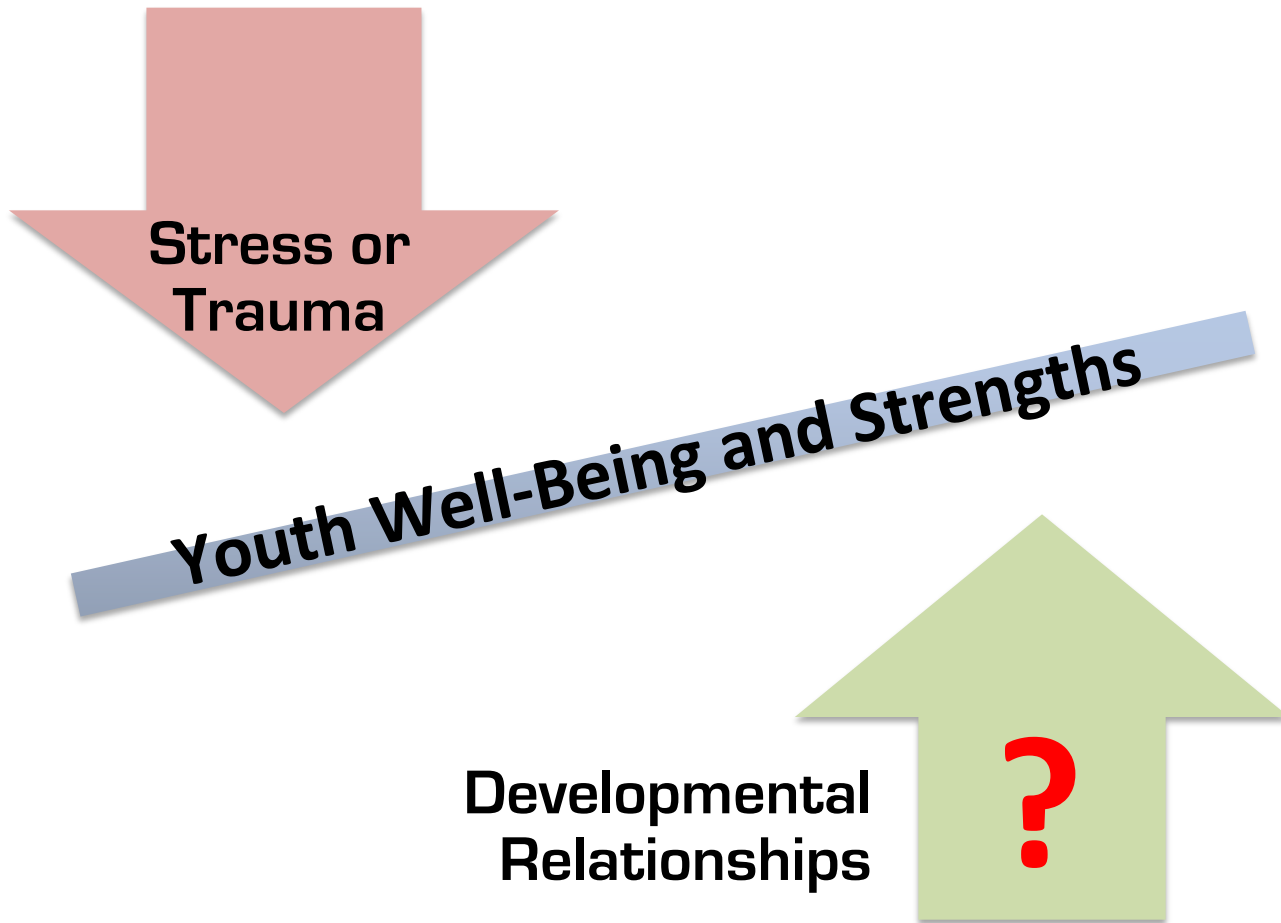 Stress or
Trauma
Youth Well-Being and Strengths
Developmental
Relationships
?